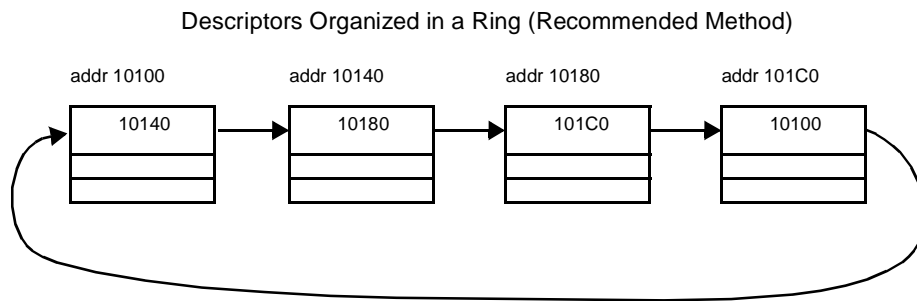 Descriptors Organized in a Ring (Recommended Method)
addr 10100 addr 10140 addr 10180 addr 101C0
10140 10180 101C0 10100